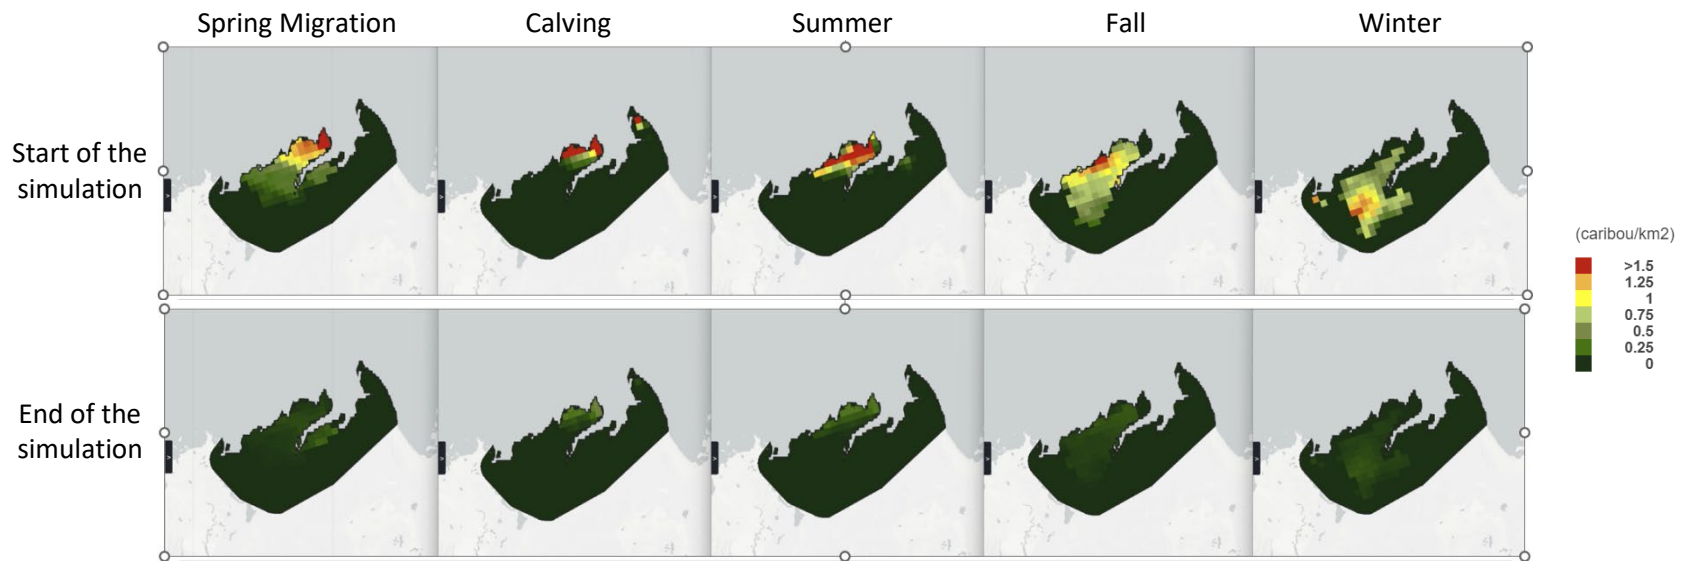 Spring Migration
Calving
Summer
Fall
Winter
Start of the
simulation
End of the
simulation
(caribou/km2)
>1.5
1.25
1
0.75
0.5
0.25
0